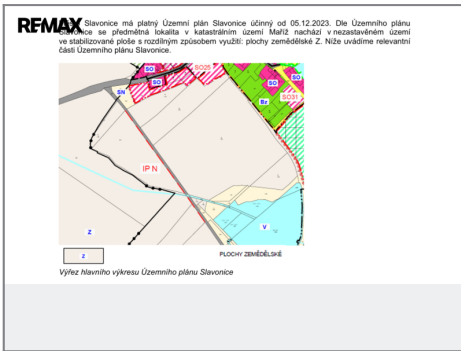 RE/MAX
Slavonice má platný Územní plán Slavonice účinný od 05.12.2023. Dle Územního plánu
Slavonice se předmětná lokalita v katastrálním území Maříž nachází v nezastavěném území
ve stabilizované ploše s rozdílným způsobem využití: plochy zemědělské Z. Níže uvádíme relevantní
části Územního plánu Slavonice.
SO
SO25
SO
SN
SO
SO
SO31
Sz
IP N
Z
V
Z
PLOCHY ZEMĚDĚLSKÉ
Výřez hlavního výkresu Územního plánu Slavonice